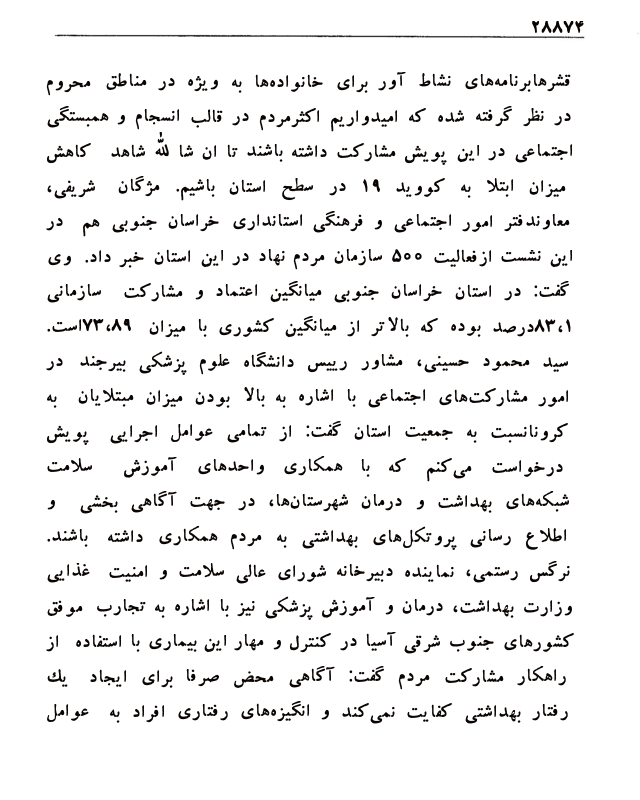 ۲۸۸۷۴
قشرهابرنامه‌های نشاط آور برای خانواده‌ها به ویژه در مناطق محروم
در نظر گرفته شده که امیدواریم اکثرمردم در قالب انسجام و همبستگی
اجتماعی در این پویش مشارکت داشته باشند تا ان شا لله شاهد کاهش
میزان ابتلا به کووید ۱۹ در سطح استان باشیم. مژگان شریفی،
معاوندفتر امور اجتماعی و فرهنگی استانداری خراسان جنوبی هم در
این نشست ازفعالیت ۵۰۰ سازمان مردم نهاد در این استان خبر داد. وی
گفت: در استان خراسان جنوبی میانگین اعتماد و مشارکت سازمانی
۸۳،۱درصد بوده که بالاتر از میانگین کشوری با میزان ۷۳،۸۹است.
سید محمود حسینی، مشاور رییس دانشگاه علوم پزشکی بیرجند در
امور مشارکت‌های اجتماعی با اشاره به بالا بودن میزان مبتلایان به
کرونانسبت به جمعیت استان گفت: از تمامی عوامل اجرایی پویش
درخواست می‌کنم که با همکاری واحدهای آموزش سلامت
شبکه‌های بهداشت و درمان شهرستان‌ها، در جهت آگاهی بخشی و
اطلاع رسانی پروتکل‌های بهداشتی به مردم همکاری داشته باشند.
نرگس رستمی، نماینده دبیرخانه شورای عالی سلامت و امنیت غذایی
وزارت بهداشت، درمان و آموزش پزشکی نیز با اشاره به تجارب موفق
کشورهای جنوب شرقی آسیا در کنترل و مهار این بیماری با استفاده از
راهکار مشارکت مردم گفت: آگاهی محض صرفا برای ایجاد یك
رفتار بهداشتی کفایت نمی‌کند و انگیزه‌های رفتاری افراد به عوامل